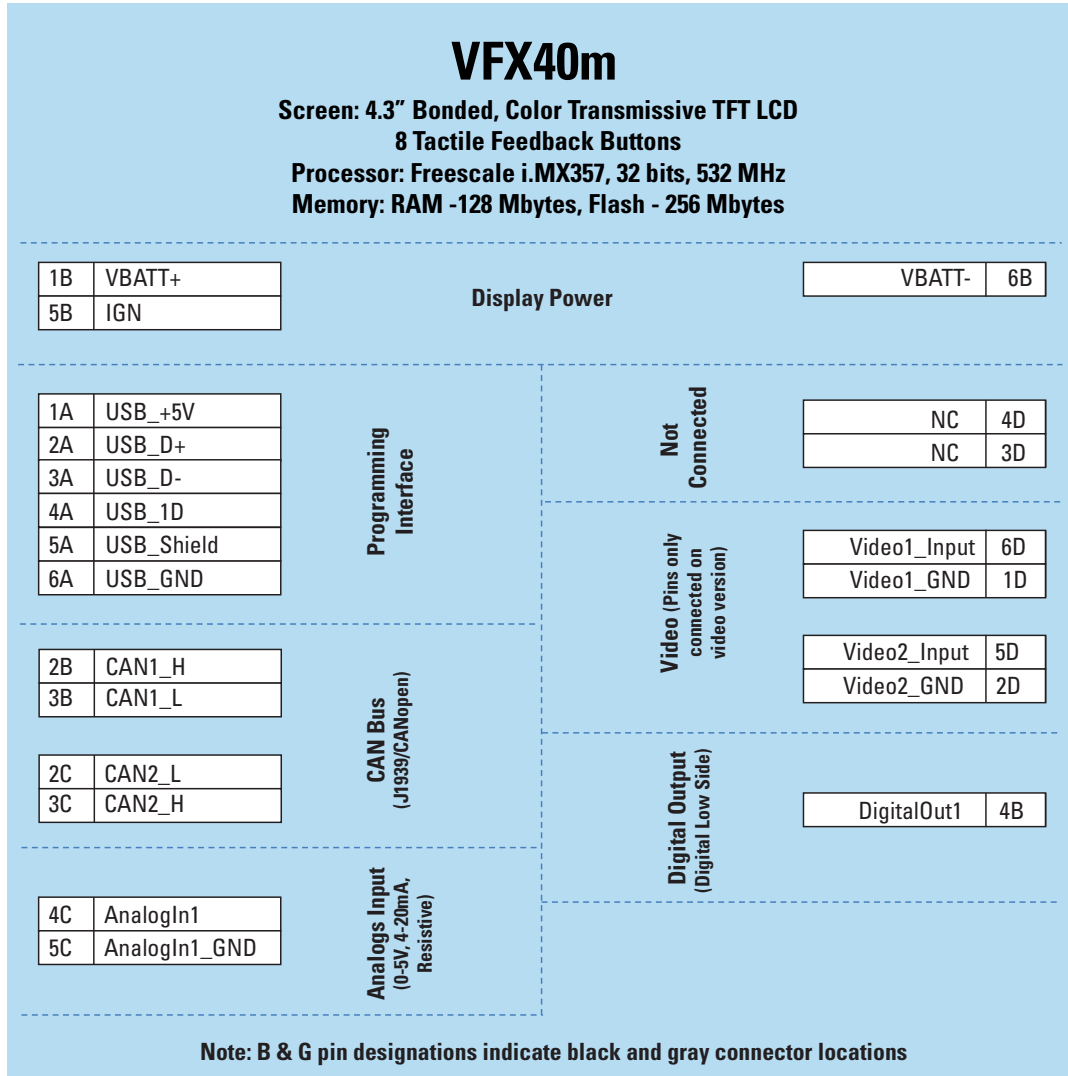 VFX40m
Screen: 4.3” Bonded, Color Transmissive TFT LCD
8 Tactile Feedback Buttons
Processor: Freescale i.MX357, 32 bits, 532 MHz
Memory: RAM -128 Mbytes, Flash - 256 Mbytes
1B VBATT+
5B IGN
Display Power
VBATT- 6B
1A USB_+5V
2A USB_D+
3A USB_D-
4A USB_1D
5A USB_Shield
6A USB_GND
Programming
Interface
Not
Connected
NC 4D
NC 3D
Video (Pins only
connected on
video version)
Video1_Input 6D
Video1_GND 1D
Video2_Input 5D
Video2_GND 2D
2B CAN1_H
3B CAN1_L
2C CAN2_L
3C CAN2_H
CAN Bus
(J1939/CANopen)
Digital Output
(Digital Low Side)
DigitalOut1 4B
4C AnalogIn1
5C AnalogIn1_GND
Analogs Input
(0-5V, 4-20mA,
Resistive)
Note: B & G pin designations indicate black and gray connector locations